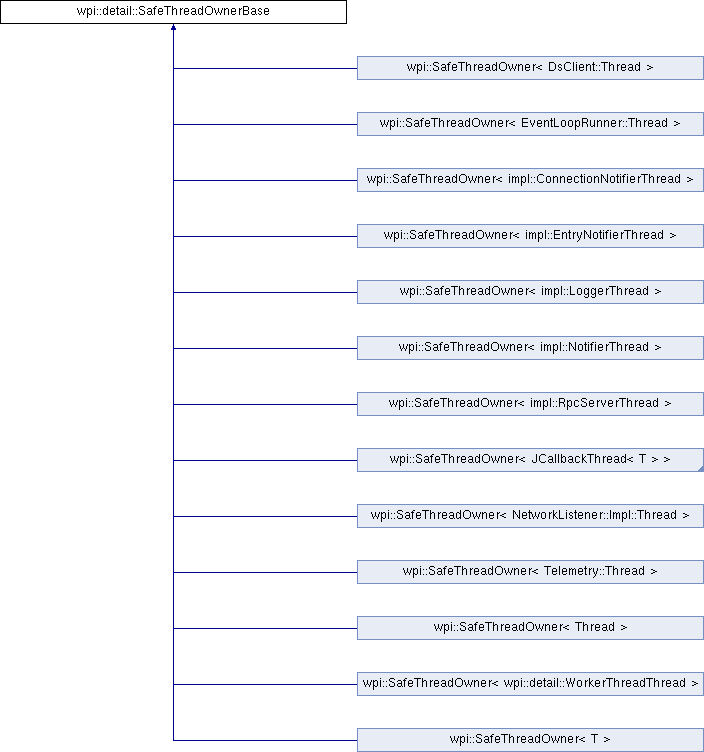 wpi::detail::SafeThreadOwnerBase
wpi::SafeThreadOwner< DsClient::Thread >
wpi::SafeThreadOwner< EventLoopRunner::Thread >
wpi::SafeThreadOwner< impl::ConnectionNotifierThread >
wpi::SafeThreadOwner< impl::EntryNotifierThread >
wpi::SafeThreadOwner< impl::LoggerThread >
wpi::SafeThreadOwner< impl::NotifierThread >
wpi::SafeThreadOwner< impl::RpcServerThread >
wpi::SafeThreadOwner< JCallbackThread< T > >
wpi::SafeThreadOwner< NetworkListener::Impl::Thread >
wpi::SafeThreadOwner< Telemetry::Thread >
wpi::SafeThreadOwner< Thread >
wpi::SafeThreadOwner< wpi::detail::WorkerThreadThread >
wpi::SafeThreadOwner< T >